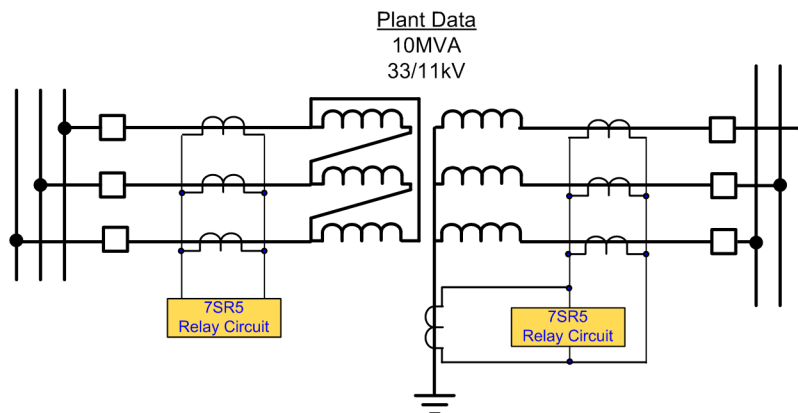 Plant Data
10MVA
33/11kV
7SR5
Relay Circuit
7SR5
Relay Circuit